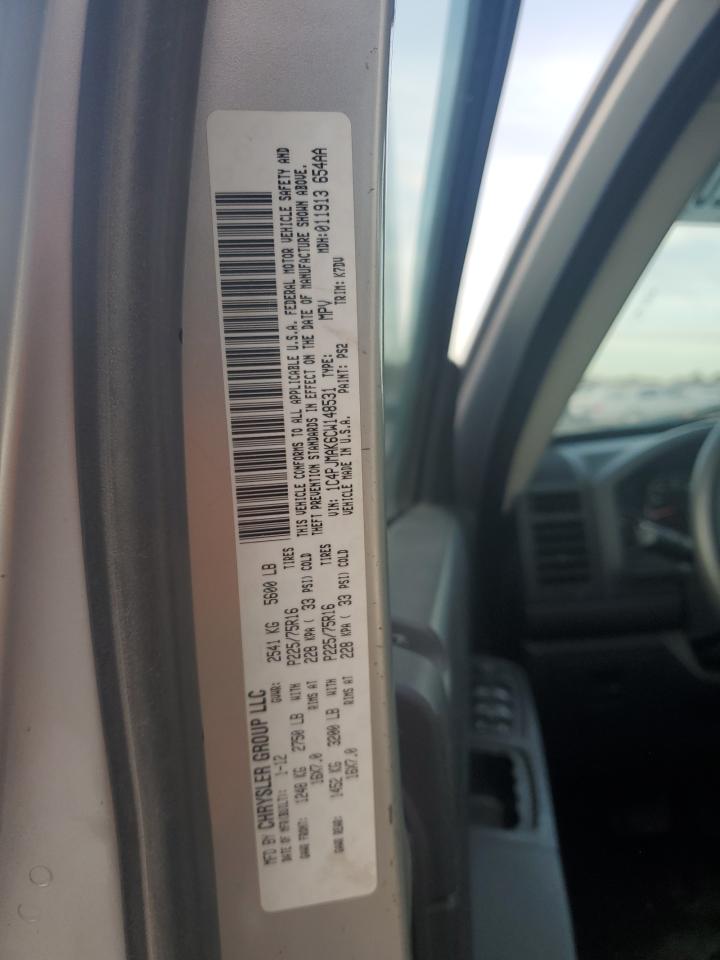 MFD BY CHRYSLER GROUP LLC
DATE OF MFR(BUILT): 1-12 GVWR: 2541 KG 5600 LB
GAWR FRONT: 1248 KG 2750 LB WITH P225/75R16 TIRES
16X7.0 RIMS AT 228 KPA ( 33 PSI) COLD
GAWR REAR: 1452 KG 3200 LB WITH P225/75R16 TIRES
16X7.0 RIMS AT 228 KPA ( 33 PSI) COLD
THIS VEHICLE CONFORMS TO ALL APPLICABLE U.S.A. FEDERAL MOTOR VEHICLE SAFETY AND
THEFT PREVENTION STANDARDS IN EFFECT ON THE DATE OF MANUFACTURE SHOWN ABOVE.
VIN: 1C4PJMAK6CW148531 TYPE: MPV MDH:011913 654AA
VEHICLE MADE IN U.S.A. PAINT: PS2 TRIM: K7DV